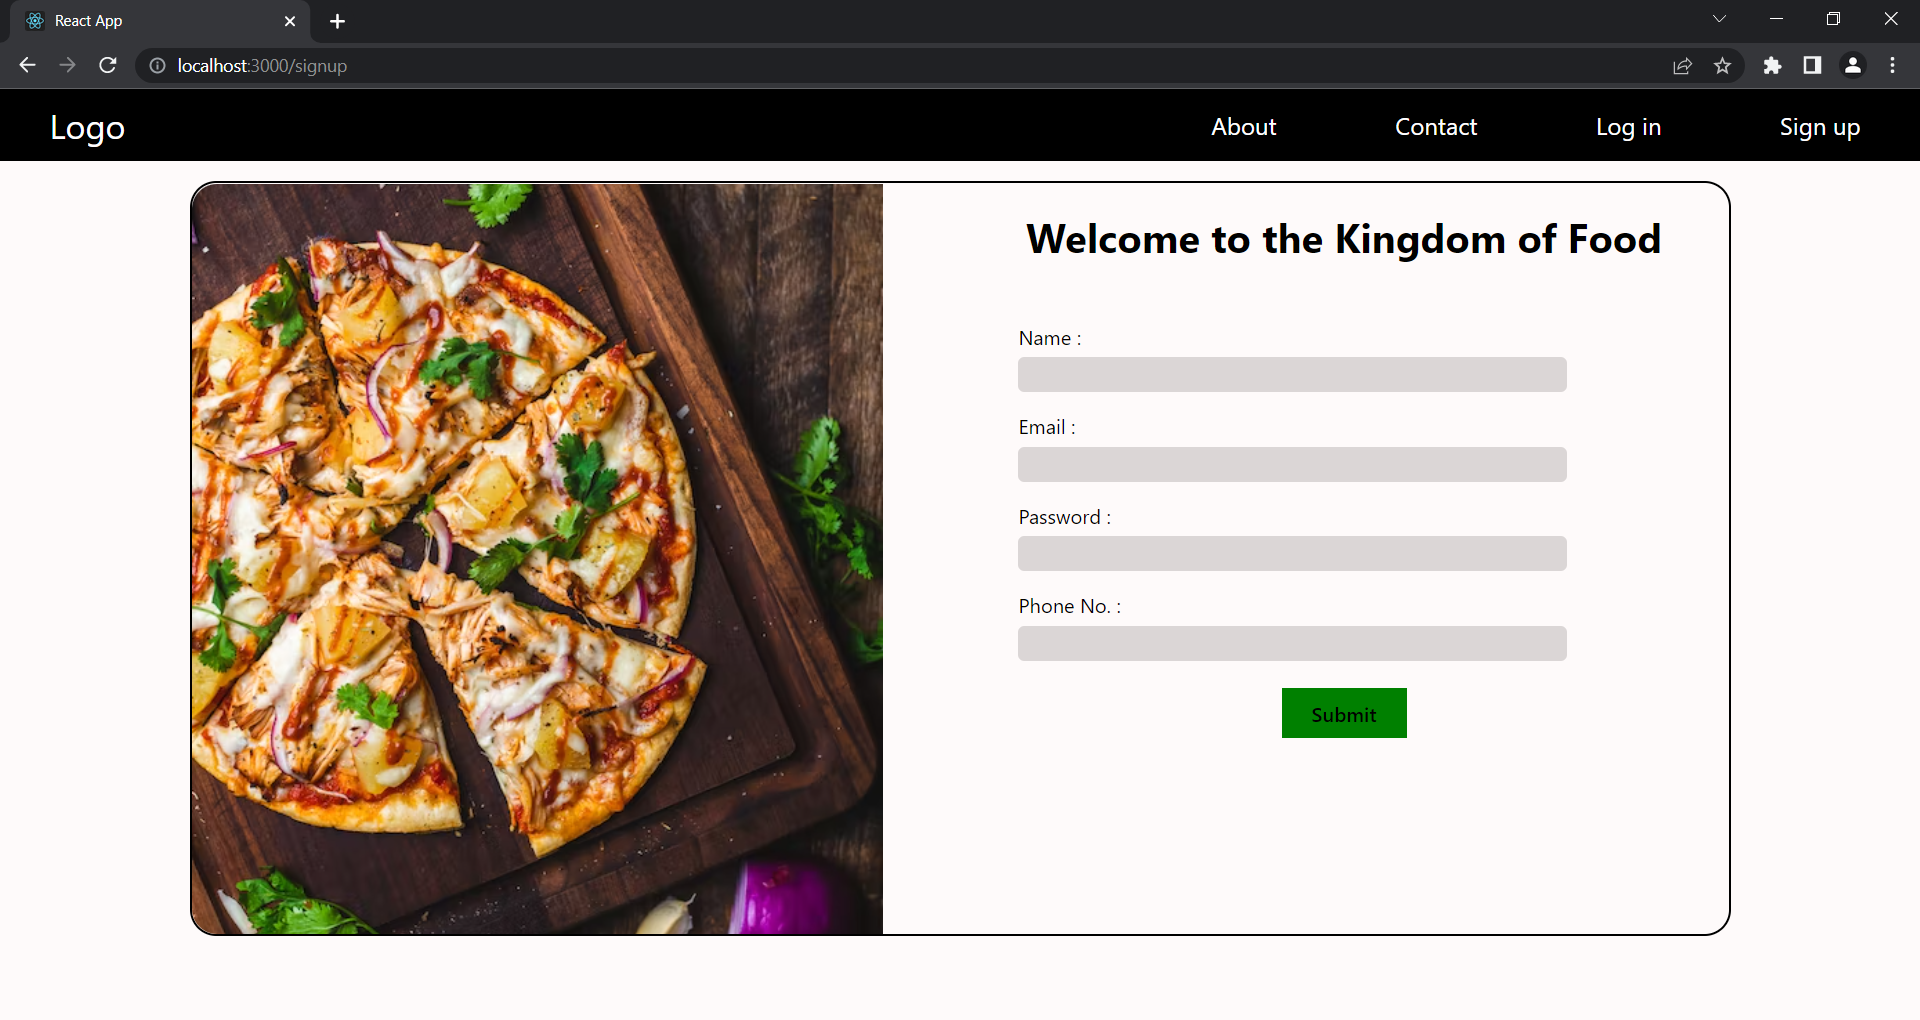 React App
localhost:3000/signup
Logo
About
Contact
Log in
Sign up
Welcome to the Kingdom of Food
Name :
Email :
Password :
Phone No. :
Submit